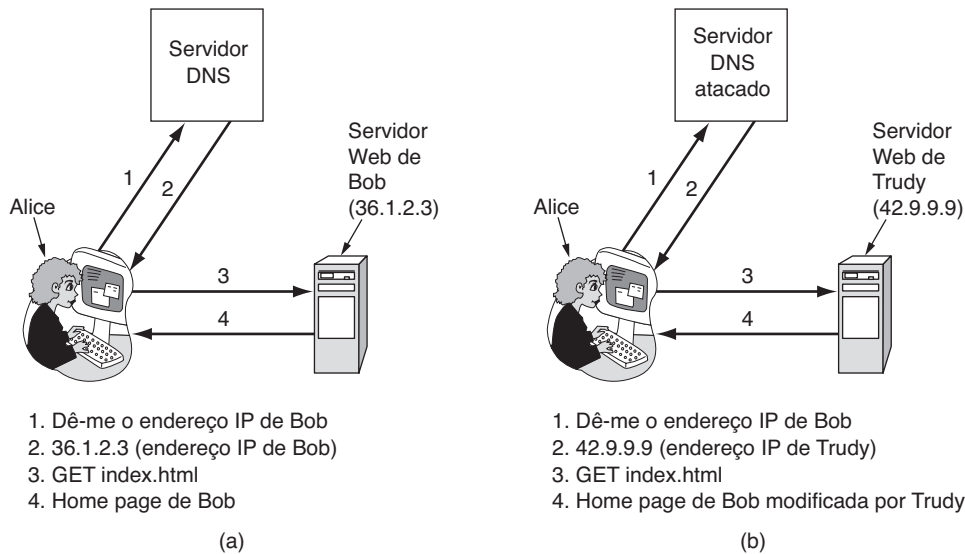 Servidor
DNS
Servidor
Web de
Bob
(36.1.2.3)
Alice
1
2
3
4
1. Dê-me o endereço IP de Bob
2. 36.1.2.3 (endereço IP de Bob)
3. GET index.html
4. Home page de Bob
(a)
Servidor
DNS
atacado
Servidor
Web de
Trudy
(42.9.9.9)
Alice
1
2
3
4
1. Dê-me o endereço IP de Bob
2. 42.9.9.9 (endereço IP de Trudy)
3. GET index.html
4. Home page de Bob modificada por Trudy
(b)